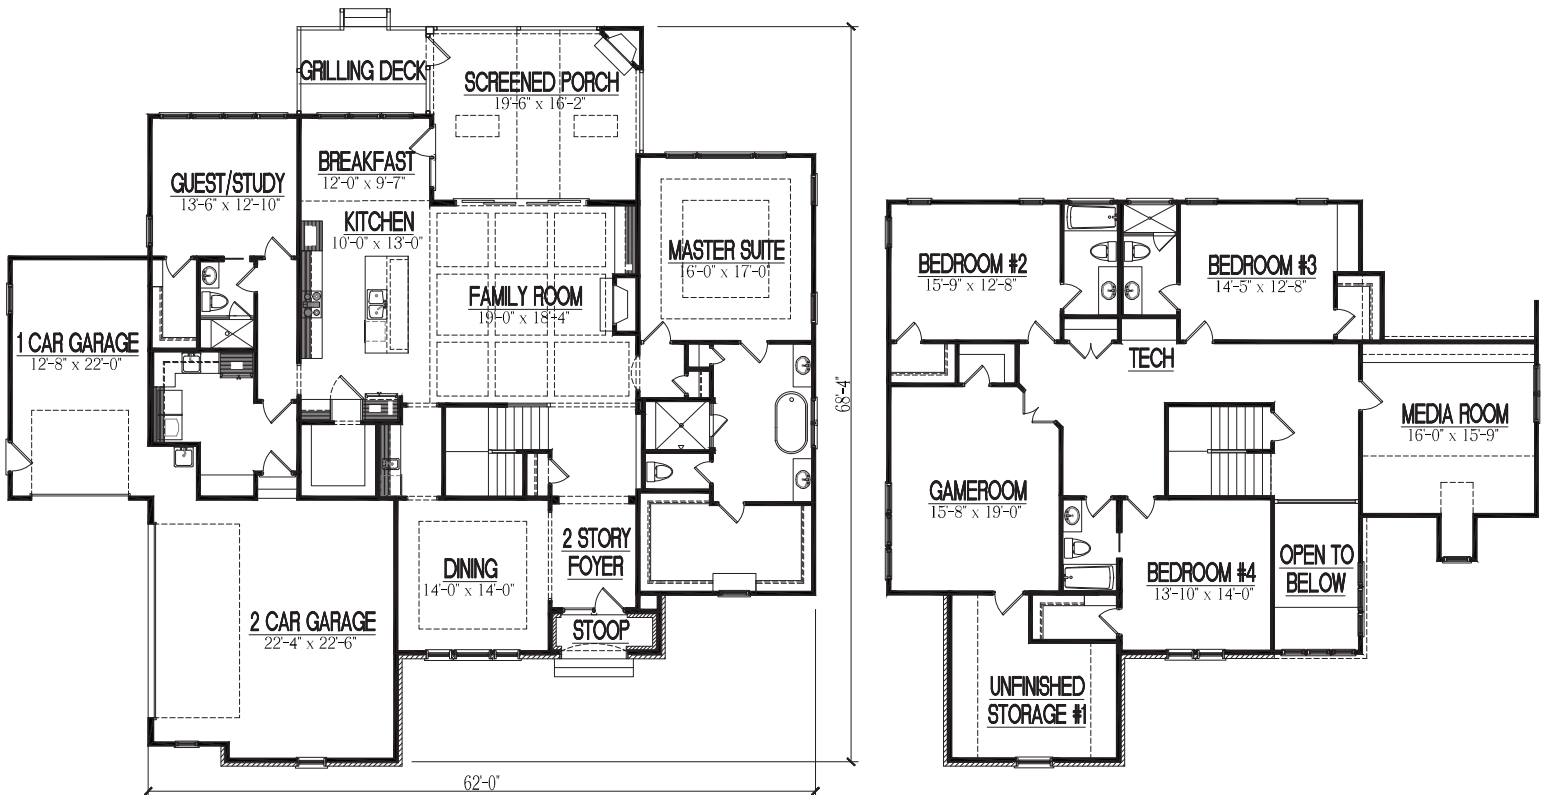 GRILLING DECK
SCREENED PORCH
19'-6" x 16'-2"
BREAKFAST
12'-0" x 9'-7"
GUEST/STUDY
13'-6" x 12'-10"
KITCHEN
10'-0" x 13'-0"
MASTER SUITE
16'-0" x 17'-0"
FAMILY ROOM
19'-0" x 18'-4"
1 CAR GARAGE
12'-8" x 22'-0"
68'-4"
2 STORY
FOYER
DINING
14'-0" x 14'-0"
2 CAR GARAGE
22'-4" x 22'-6"
STOOP
62'-0"
BEDROOM #2
15'-9" x 12'-8"
BEDROOM #3
14'-5" x 12'-8"
TECH
MEDIA ROOM
16'-0" x 15'-9"
GAMEROOM
15'-8" x 19'-0"
BEDROOM #4
13'-10" x 14'-0"
OPEN TO
BELOW
UNFINISHED
STORAGE #1